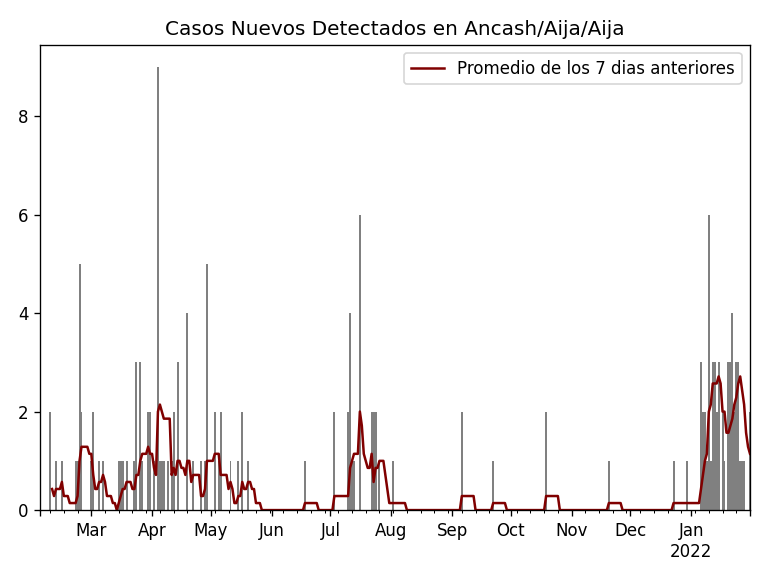 Casos Nuevos Detectados en Ancash/Aija/Aija
Promedio de los 7 dias anteriores
8
6
4
2
0
Mar Apr May Jun Jul Aug Sep Oct Nov Dec Jan
2022